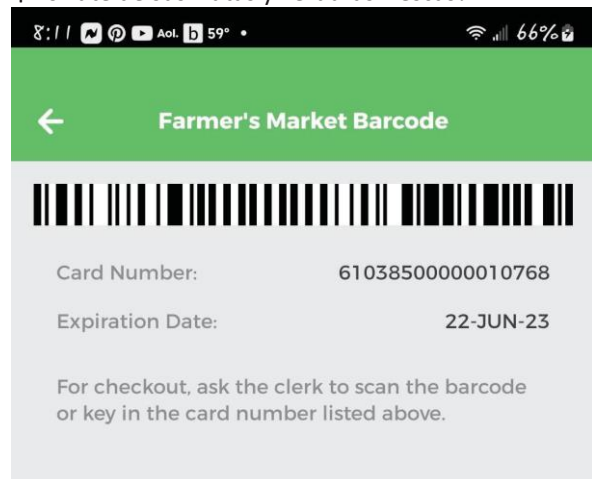 8:11 Aol. b 59° • 66%
Farmer's Market Barcode
Card Number: 61038500000010768
Expiration Date: 22-JUN-23
For checkout, ask the clerk to scan the barcode
or key in the card number listed above.